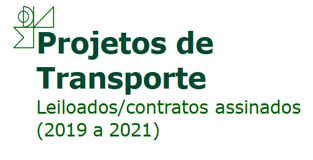 Projetos de
Transporte
Leiloados/contratos assinados
(2019 a 2021)